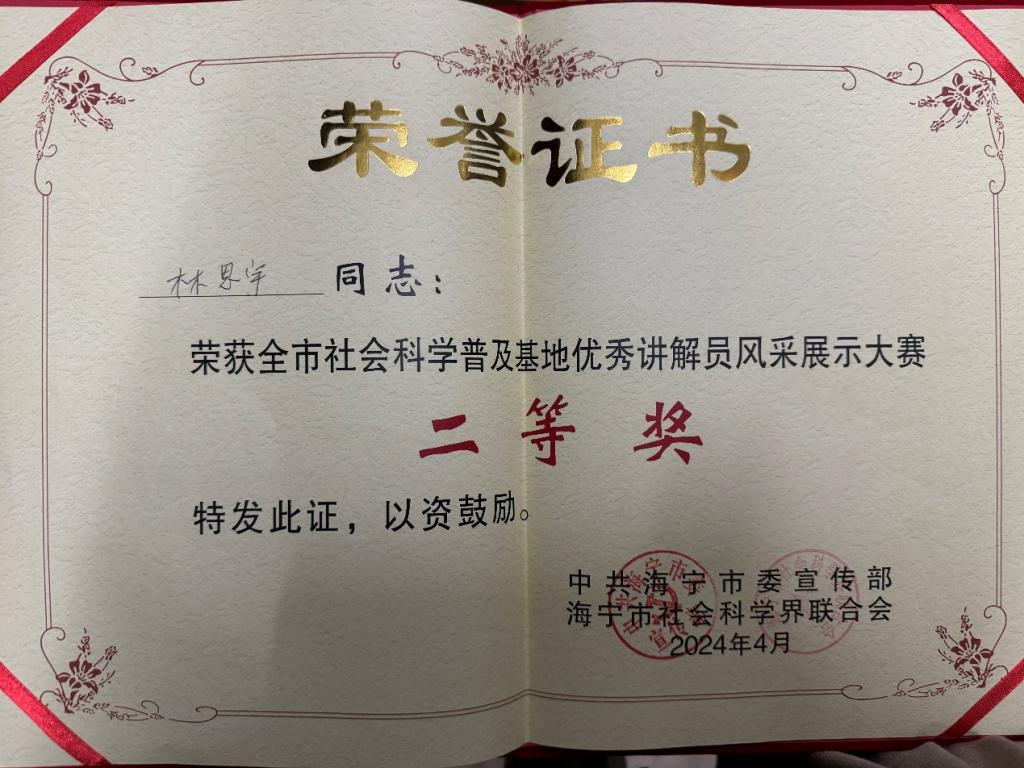 荣誉证书
林恩宇 同志：
荣获全市社会科学普及基地优秀讲解员风采展示大赛
二等奖
特发此证，以资鼓励。
中共海宁市委宣传部
海宁市社会科学界联合会
2024年4月